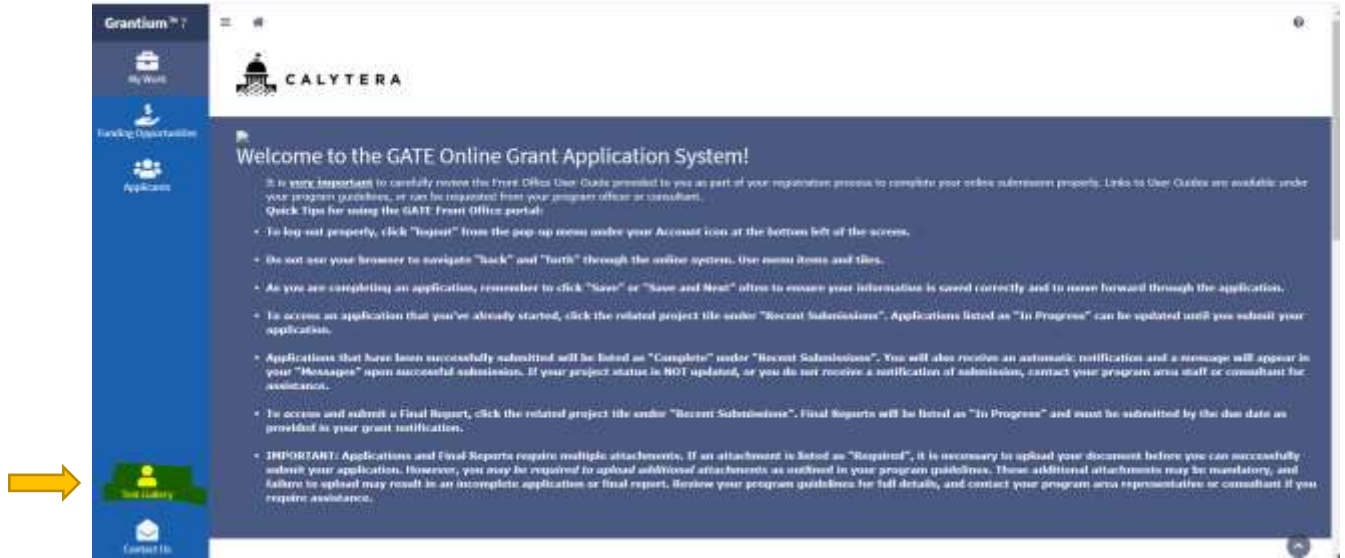 Grantium™ 7
My Work
Funding Opportunities
Applicants
Test Gallery
Contact Us
CALYTERA
Welcome to the GATE Online Grant Application System!
It is very important to carefully review the Front Office User Guide provided to you as part of your registration process to complete your online submission properly. Links to User Guides are available under
your program guidelines, or can be requested from your program officer or consultant.
Quick Tips for using the GATE Front Office portal:
• To log-out properly, click "logout" from the pop-up menu under your Account icon at the bottom left of the screen.
• Do not use your browser to navigate "back" and "forth" through the online system. Use menu items and tiles.
• As you are completing an application, remember to click "Save" or "Save and Next" often to ensure your information is saved correctly and to move forward through the application.
• To access an application that you've already started, click the related project tile under "Recent Submissions". Applications listed as "In Progress" can be updated until you submit your
application.
• Applications that have been successfully submitted will be listed as "Complete" under "Recent Submissions". You will also receive an automatic notification and a message will appear in
your "Messages" upon successful submission. If your project status is NOT updated, or you do not receive a notification of submission, contact your program area staff or consultant for
assistance.
• To access and submit a Final Report, click the related project tile under "Recent Submissions". Final Reports will be listed as "In Progress" and must be submitted by the due date as
provided in your grant notification.
• IMPORTANT: Applications and Final Reports require multiple attachments. If an attachment is listed as "Required", it is necessary to upload your document before you can successfully
submit your application. However, you may be required to upload additional attachments as outlined in your program guidelines. These additional attachments may be mandatory, and
failure to upload may result in an incomplete application or final report. Review your program guidelines for full details, and contact your program area representative or consultant if you
require assistance.